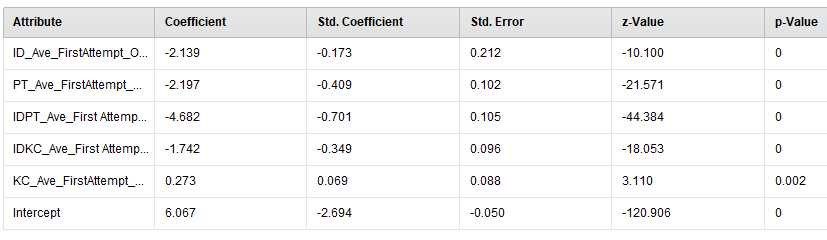 Attribute Coefficient Std. Coefficient Std. Error z-Value p-Value
ID_Ave_FirstAttempt_O... -2.139 -0.173 0.212 -10.100 0
PT_Ave_FirstAttempt_... -2.197 -0.409 0.102 -21.571 0
IDPT_Ave_First Attemp... -4.682 -0.701 0.105 -44.384 0
IDKC_Ave_First Attemp... -1.742 -0.349 0.096 -18.053 0
KC_Ave_FirstAttempt_... 0.273 0.069 0.088 3.110 0.002
Intercept 6.067 -2.694 -0.050 -120.906 0